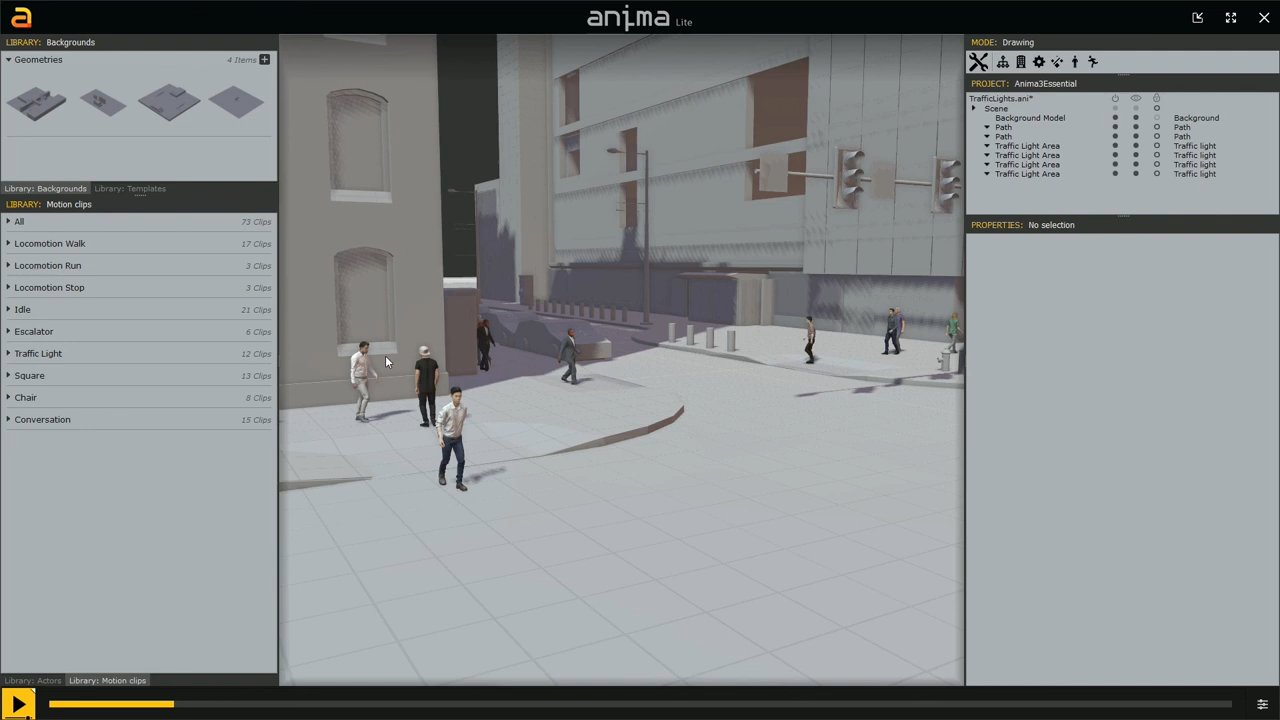 a
anima Lite
LIBRARY: Backgrounds
Geometries 4 Items
Library: Backgrounds Library: Templates
LIBRARY: Motion clips
All 73 Clips
Locomotion Walk 17 Clips
Locomotion Run 3 Clips
Locomotion Stop 3 Clips
Idle 21 Clips
Escalator 6 Clips
Traffic Light 12 Clips
Square 13 Clips
Chair 8 Clips
Conversation 15 Clips
Library: Actors Library: Motion clips
MODE: Drawing
PROJECT: Anima3Essential
TrafficLights.ani*
Scene
Background Model Background
Path Path
Path Path
Traffic Light Area Traffic light
Traffic Light Area Traffic light
Traffic Light Area Traffic light
Traffic Light Area Traffic light
PROPERTIES: No selection